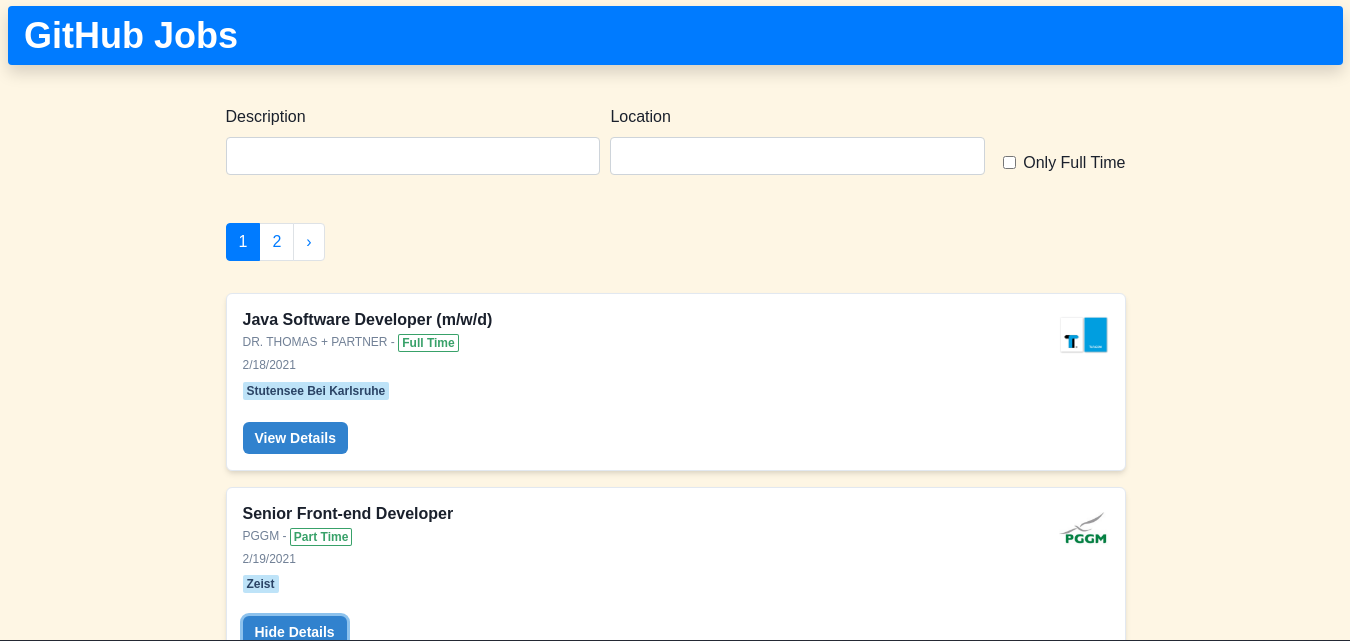 GitHub Jobs
Description
Location
Only Full Time
1 2 ›
Java Software Developer (m/w/d)
DR. THOMAS + PARTNER - Full Time
2/18/2021
Stutensee Bei Karlsruhe
View Details
Senior Front-end Developer
PGGM - Part Time
PGGM
2/19/2021
Zeist
Hide Details